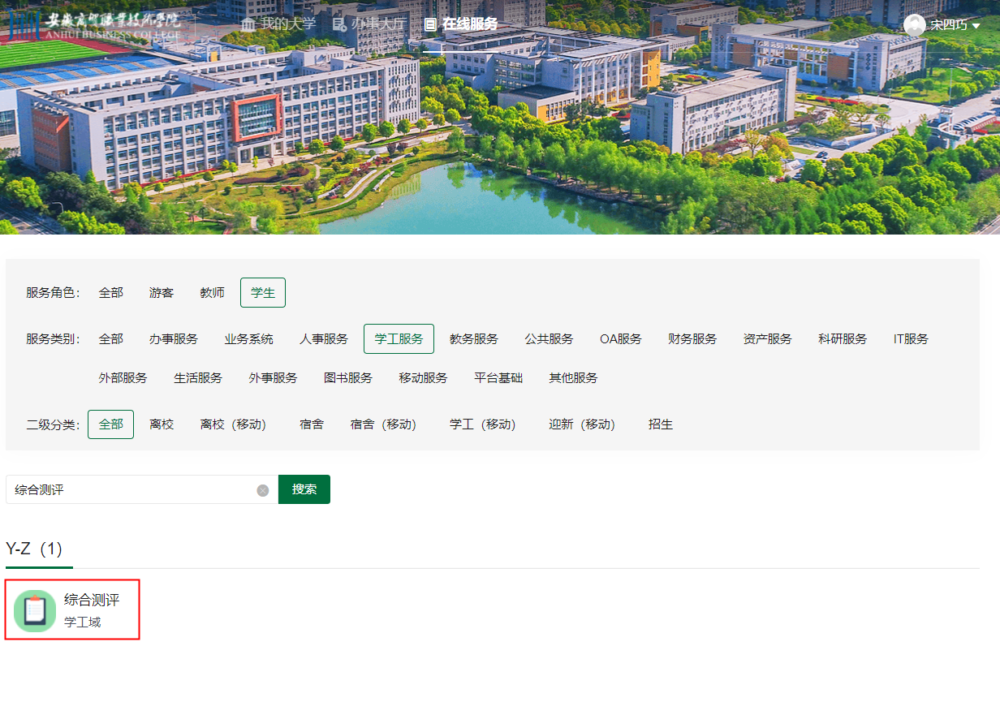 安徽商贸职业技术学院
ANHUI BUSINESS COLLEGE
我的大学 办事大厅 在线服务 宋四巧
服务角色： 全部 游客 教师 学生
服务类别： 全部 办事服务 业务系统 人事服务 学工服务 教务服务 公共服务 OA服务 财务服务 资产服务 科研服务 IT服务
外部服务 生活服务 外事服务 图书服务 移动服务 平台基础 其他服务
二级分类： 全部 离校 离校（移动） 宿舍 宿舍（移动） 学工（移动） 迎新（移动） 招生
综合测评 搜索
Y-Z（1）
综合测评
学工域